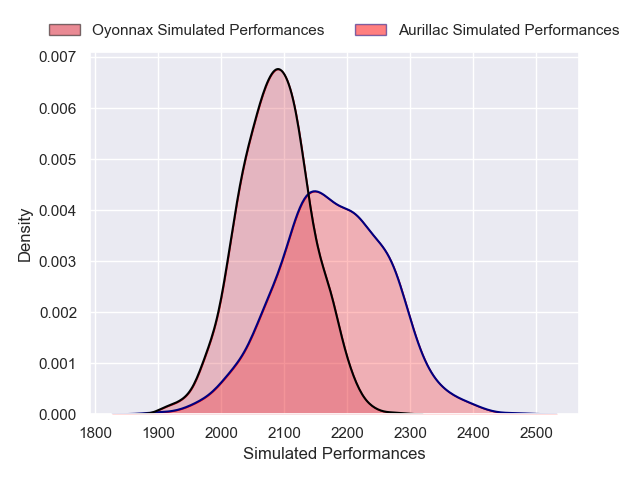 Oyonnax Simulated Performances Aurillac Simulated Performances
0.007
0.006
0.005
0.004
0.003
0.002
0.001
0.000
Density
1800 1900 2000 2100 2200 2300 2400 2500
Simulated Performances